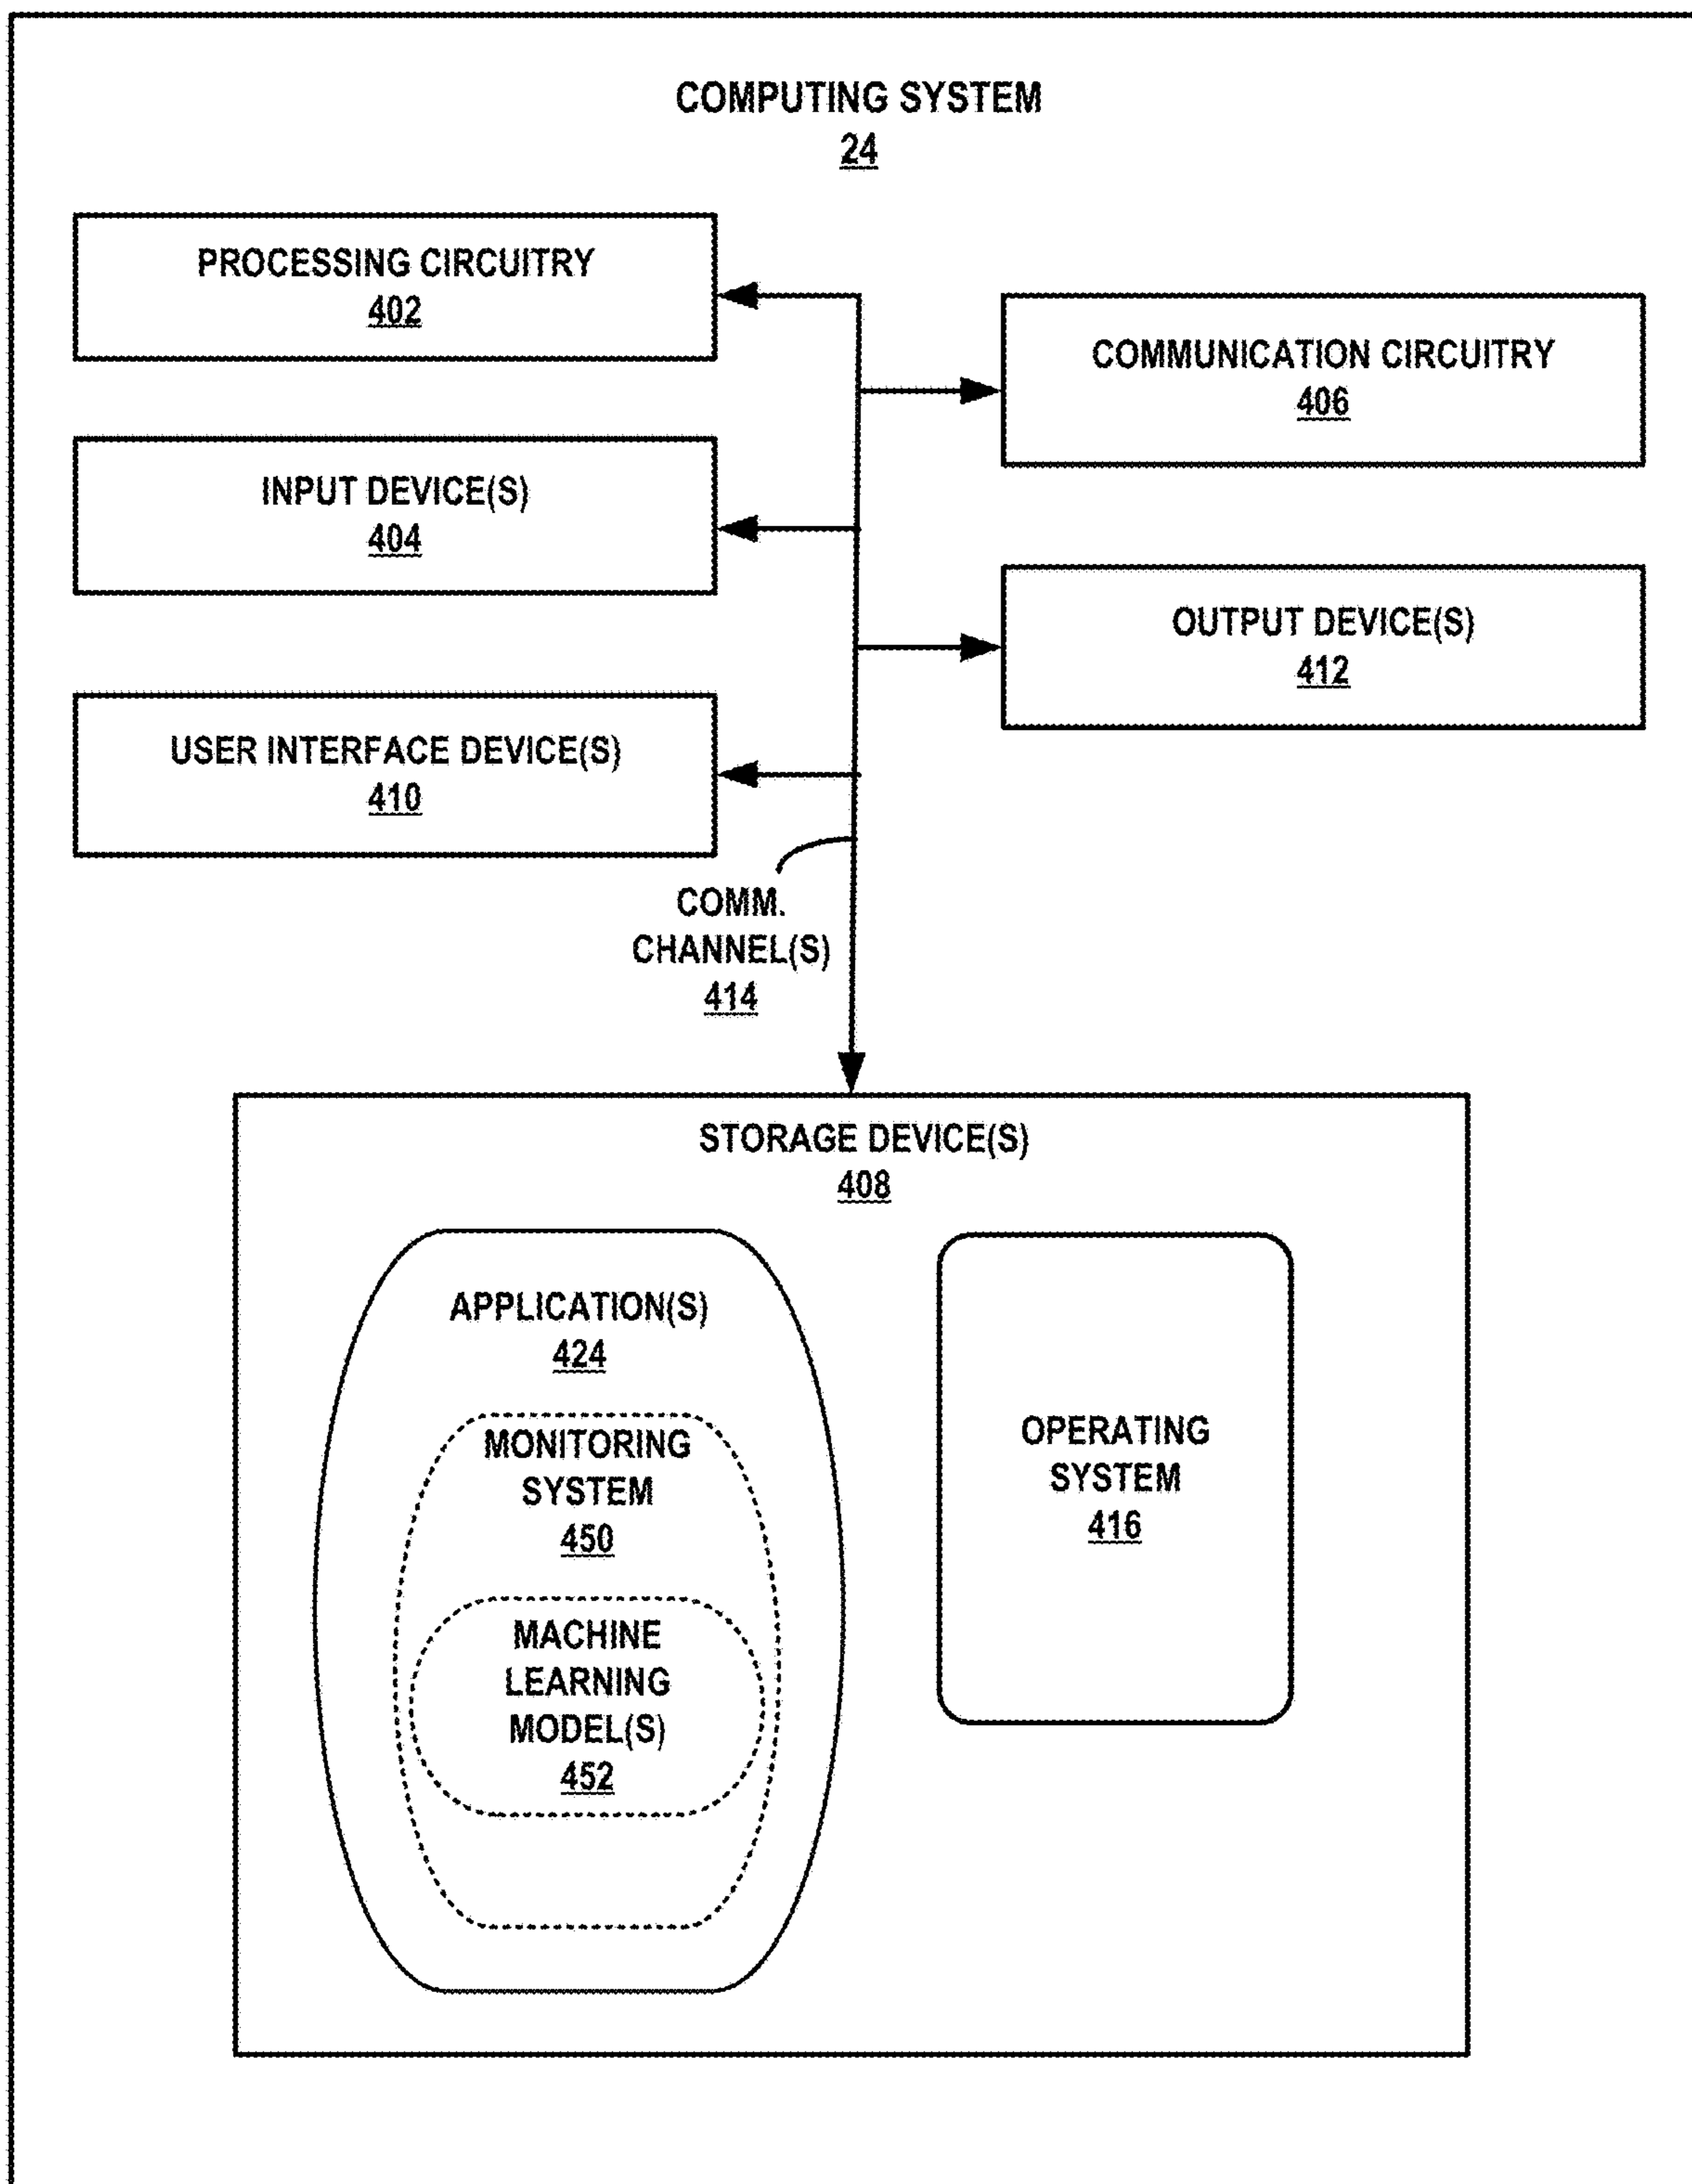 COMPUTING SYSTEM
24
PROCESSING CIRCUITRY
402
COMMUNICATION CIRCUITRY
406
INPUT DEVICE(S)
404
OUTPUT DEVICE(S)
412
USER INTERFACE DEVICE(S)
410
COMM.
CHANNEL(S)
414
STORAGE DEVICE(S)
408
APPLICATION(S)
424
MONITORING
SYSTEM
450
MACHINE
LEARNING
MODEL(S)
452
OPERATING
SYSTEM
416